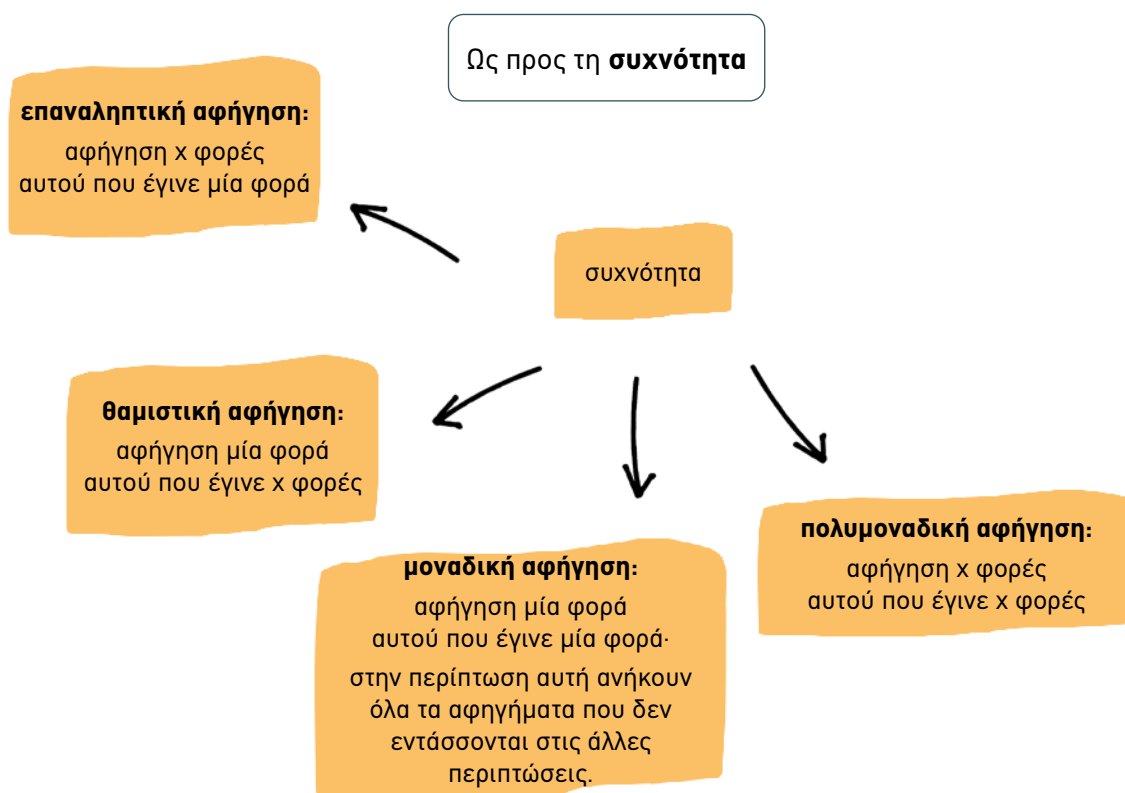 Ως προς τη συχνότητα
επαναληπτική αφήγηση:
αφήγηση x φορές
αυτού που έγινε μία φορά
συχνότητα
θαμιστική αφήγηση:
αφήγηση μία φορά
αυτού που έγινε x φορές
μοναδική αφήγηση:
αφήγηση μία φορά
αυτού που έγινε μία φορά·
στην περίπτωση αυτή ανήκουν
όλα τα αφηγήματα που δεν
εντάσσονται στις άλλες
περιπτώσεις.
πολυμοναδική αφήγηση:
αφήγηση x φορές
αυτού που έγινε x φορές